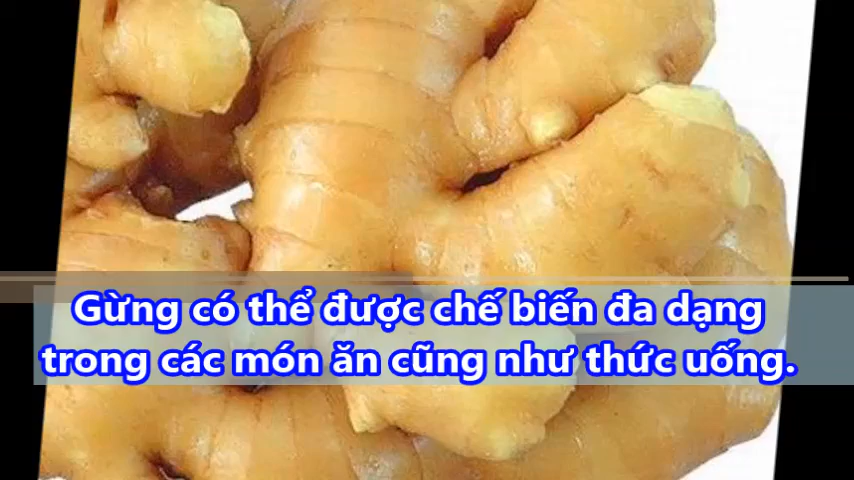 Gừng có thể được chế biến đa dạng
trong các món ăn cũng như thức uống.